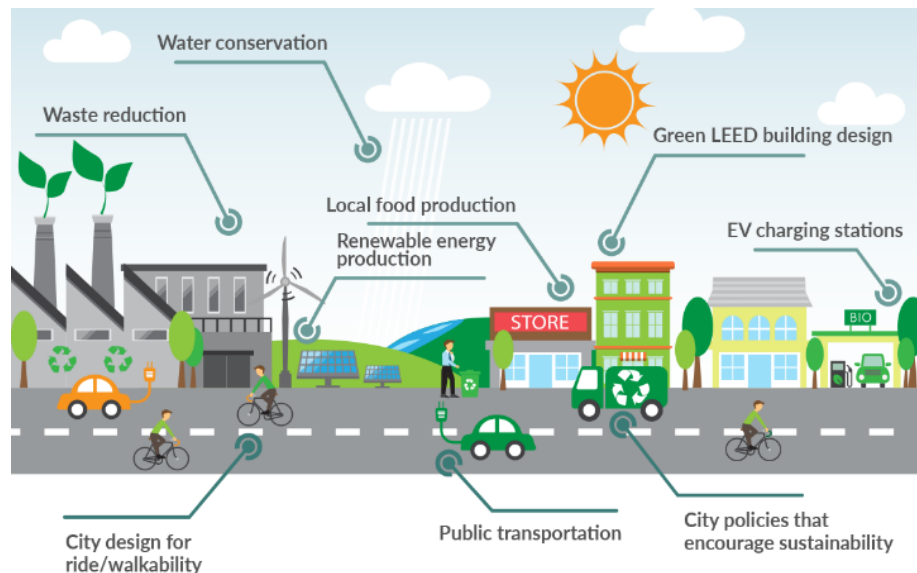 Water conservation
Waste reduction
Green LEED building design
Local food production
Renewable energy
production
EV charging stations
STORE
BIO
City design for
ride/walkability
Public transportation
City policies that
encourage sustainability